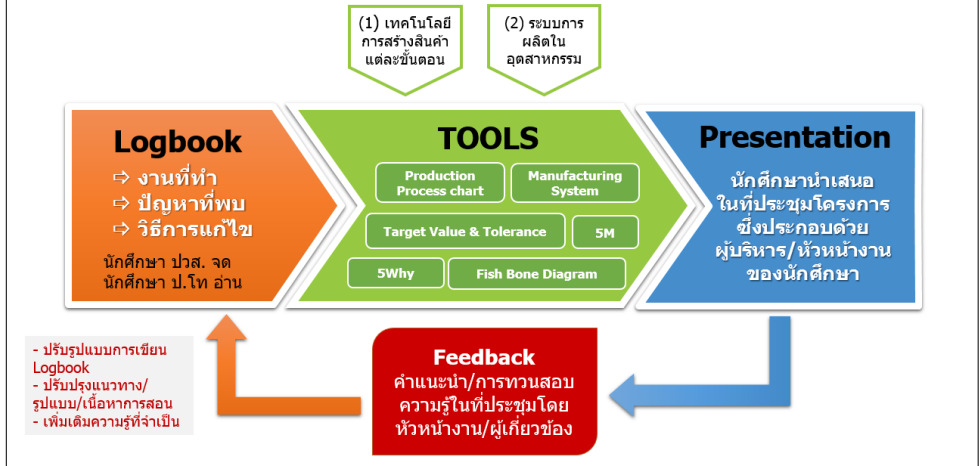 (1) เทคโนโลยี
การสร้างสินค้า
แต่ละขั้นตอน
(2) ระบบการ
ผลิตใน
อุตสาหกรรม
Logbook
⇨ งานที่ทำ
⇨ ปัญหาที่พบ
⇨ วิธีการแก้ไข
นักศึกษา ปวส. จด
นักศึกษา ป.โท อ่าน
TOOLS
Production
Process chart
Manufacturing
System
Target Value & Tolerance
5M
5Why
Fish Bone Diagram
Presentation
นักศึกษานำเสนอ
ในที่ประชุมโครงการ
ซึ่งประกอบด้วย
ผู้บริหาร/หัวหน้างาน
ของนักศึกษา
- ปรับรูปแบบการเขียน
Logbook
- ปรับปรุงแนวทาง/
รูปแบบ/เนื้อหาการสอน
- เพิ่มเติมความรู้ที่จำเป็น
Feedback
คำแนะนำ/การทวนสอบ
ความรู้ในที่ประชุมโดย
หัวหน้างาน/ผู้เกี่ยวข้อง